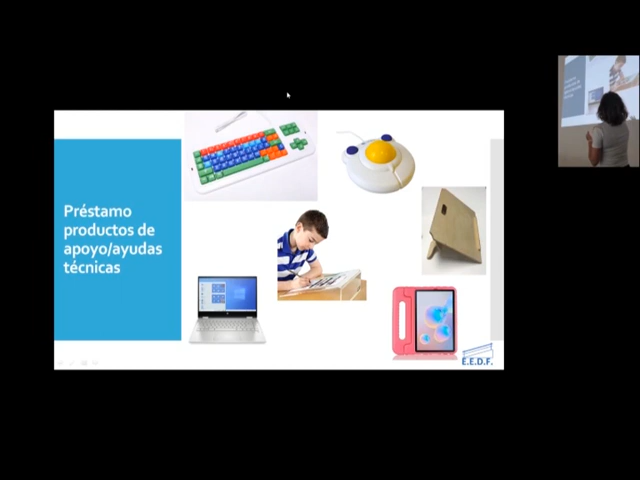 Préstamo
productos de
apoyo/ayudas
técnicas
E.E.D.F.